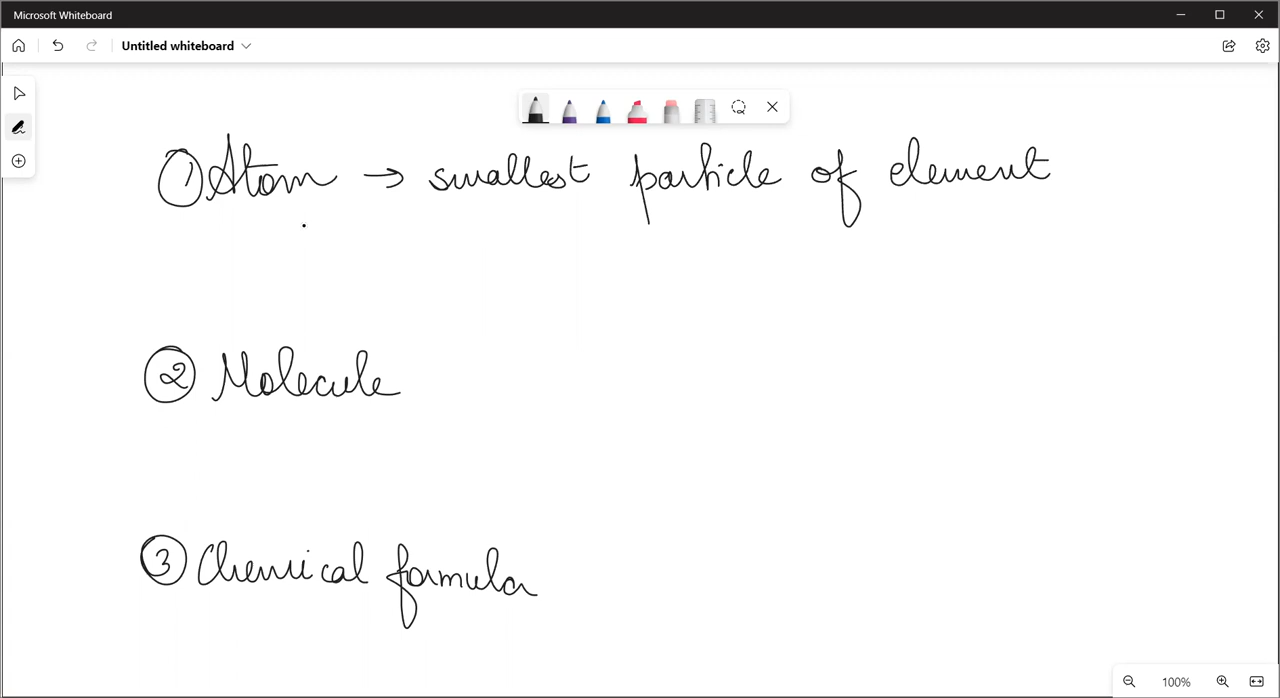 Microsoft Whiteboard
Untitled whiteboard
① Atom → smallest particle of element
② Molecule
③ Chemical formula
100%